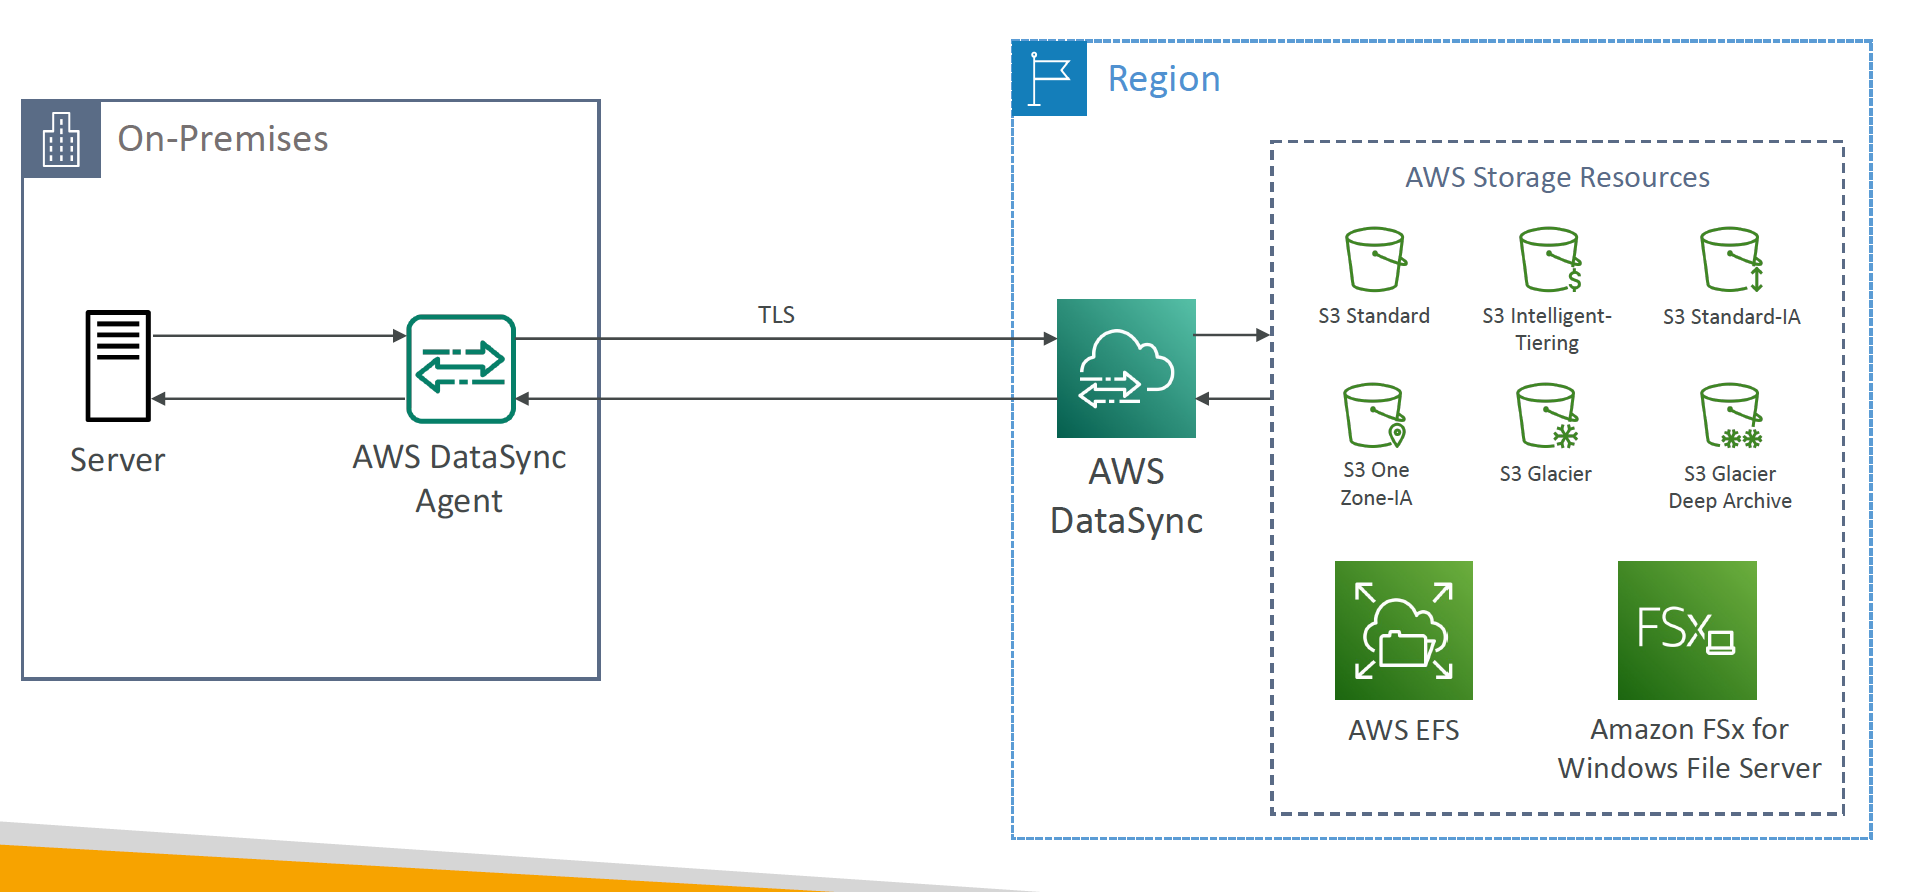 On-Premises
Server
AWS DataSync
Agent
TLS
Region
AWS
DataSync
AWS Storage Resources
S3 Standard
S3 Intelligent-
Tiering
$
S3 Standard-IA
S3 One
Zone-IA
S3 Glacier
S3 Glacier
Deep Archive
AWS EFS
FSx
Amazon FSx for
Windows File Server